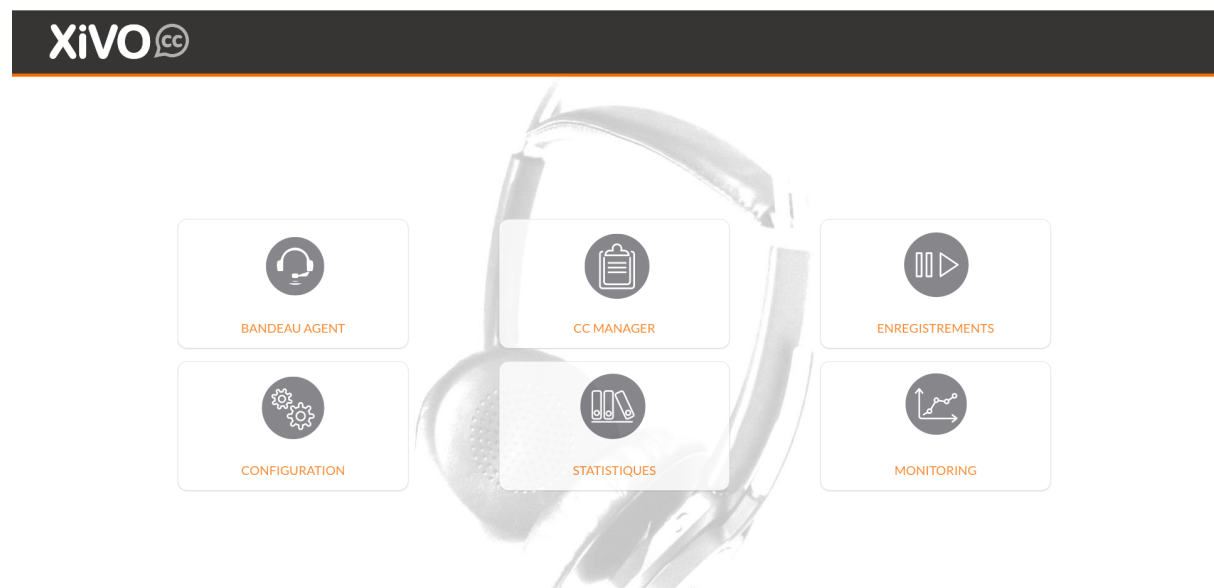 XiVO cc
BANDEAU AGENT
CC MANAGER
ENREGISTREMENTS
CONFIGURATION
STATISTIQUES
MONITORING